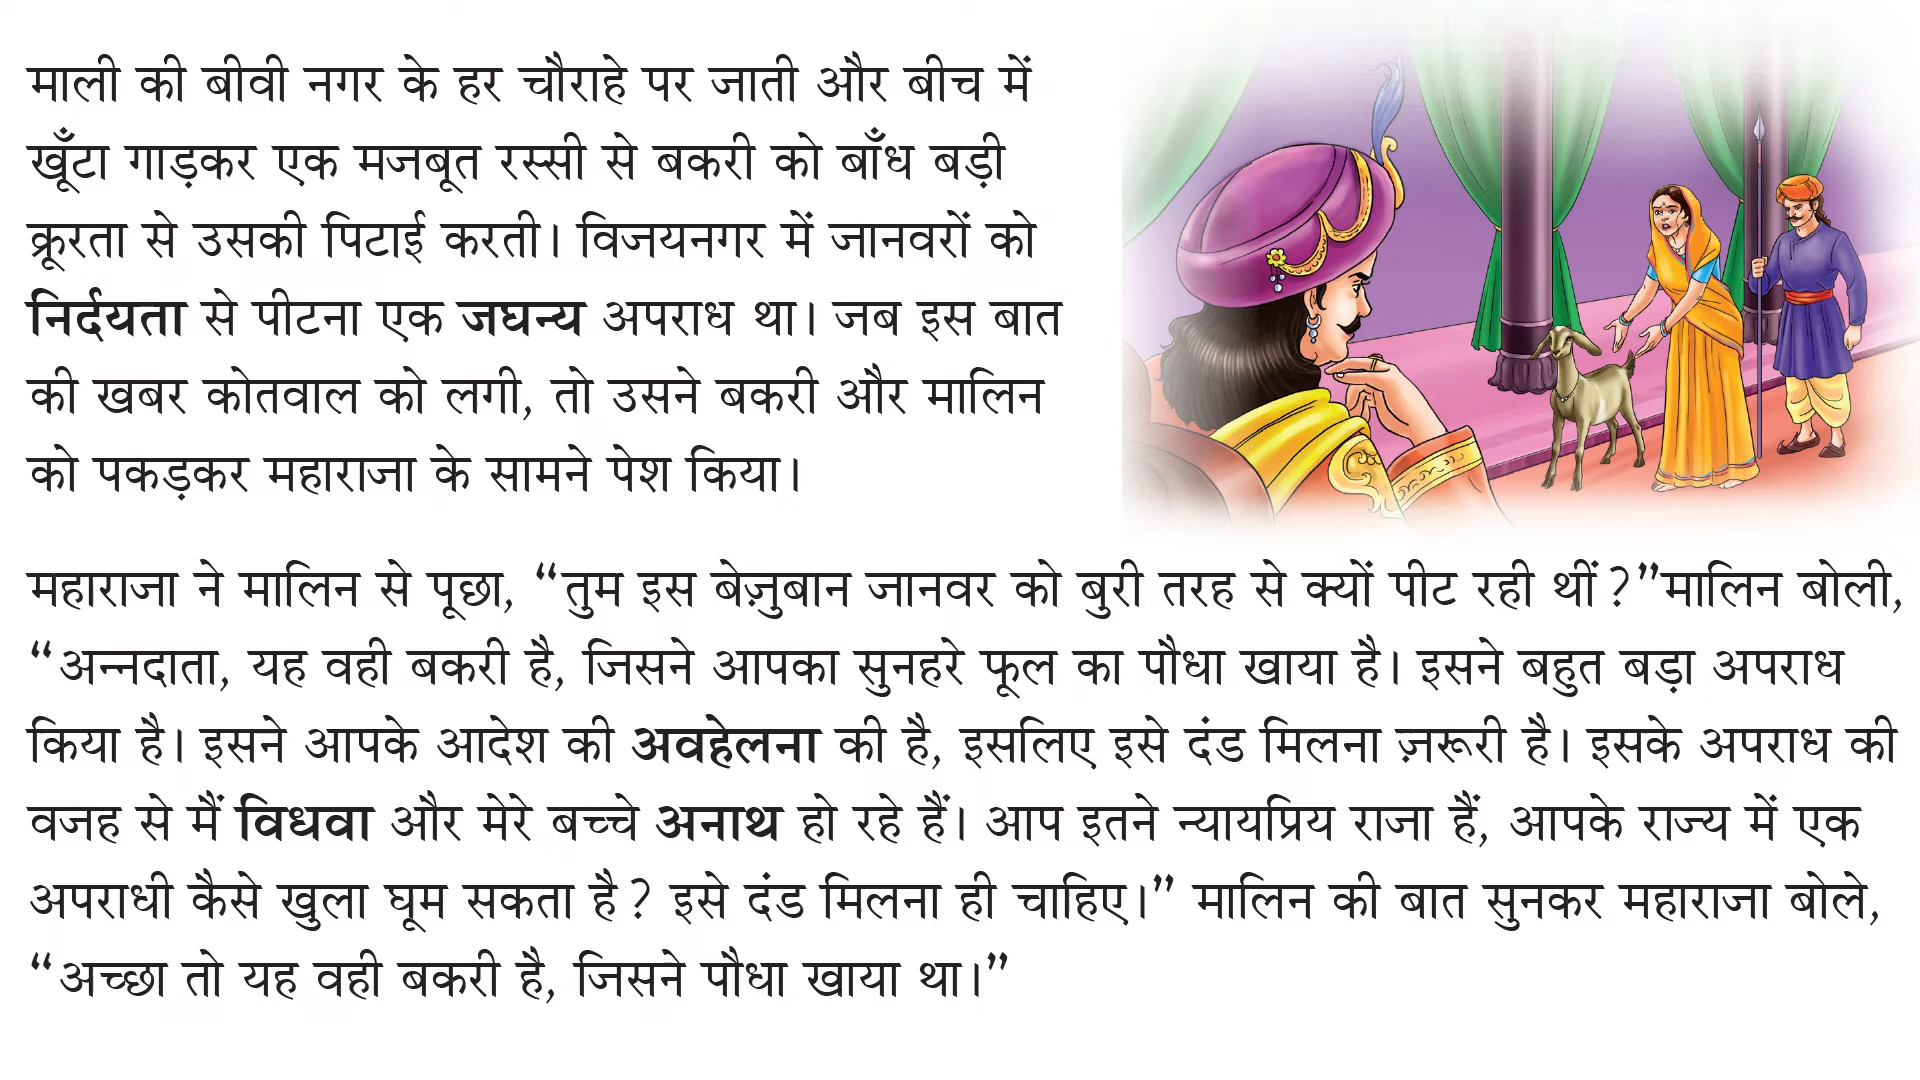 माली की बीवी नगर के हर चौराहे पर जाती और बीच में
खूँटा गाड़कर एक मजबूत रस्सी से बकरी को बाँध बड़ी
क्रूरता से उसकी पिटाई करती। विजयनगर में जानवरों को
निर्दयता से पीटना एक जघन्य अपराध था। जब इस बात
की खबर कोतवाल को लगी, तो उसने बकरी और मालिन
को पकड़कर महाराजा के सामने पेश किया।
महाराजा ने मालिन से पूछा, “तुम इस बेज़ुबान जानवर को बुरी तरह से क्यों पीट रही थीं?”मालिन बोली,
“अन्नदाता, यह वही बकरी है, जिसने आपका सुनहरे फूल का पौधा खाया है। इसने बहुत बड़ा अपराध
किया है। इसने आपके आदेश की अवहेलना की है, इसलिए इसे दंड मिलना ज़रूरी है। इसके अपराध की
वजह से मैं विधवा और मेरे बच्चे अनाथ हो रहे हैं। आप इतने न्यायप्रिय राजा हैं, आपके राज्य में एक
अपराधी कैसे खुला घूम सकता है? इसे दंड मिलना ही चाहिए।” मालिन की बात सुनकर महाराजा बोले,
“अच्छा तो यह वही बकरी है, जिसने पौधा खाया था।”